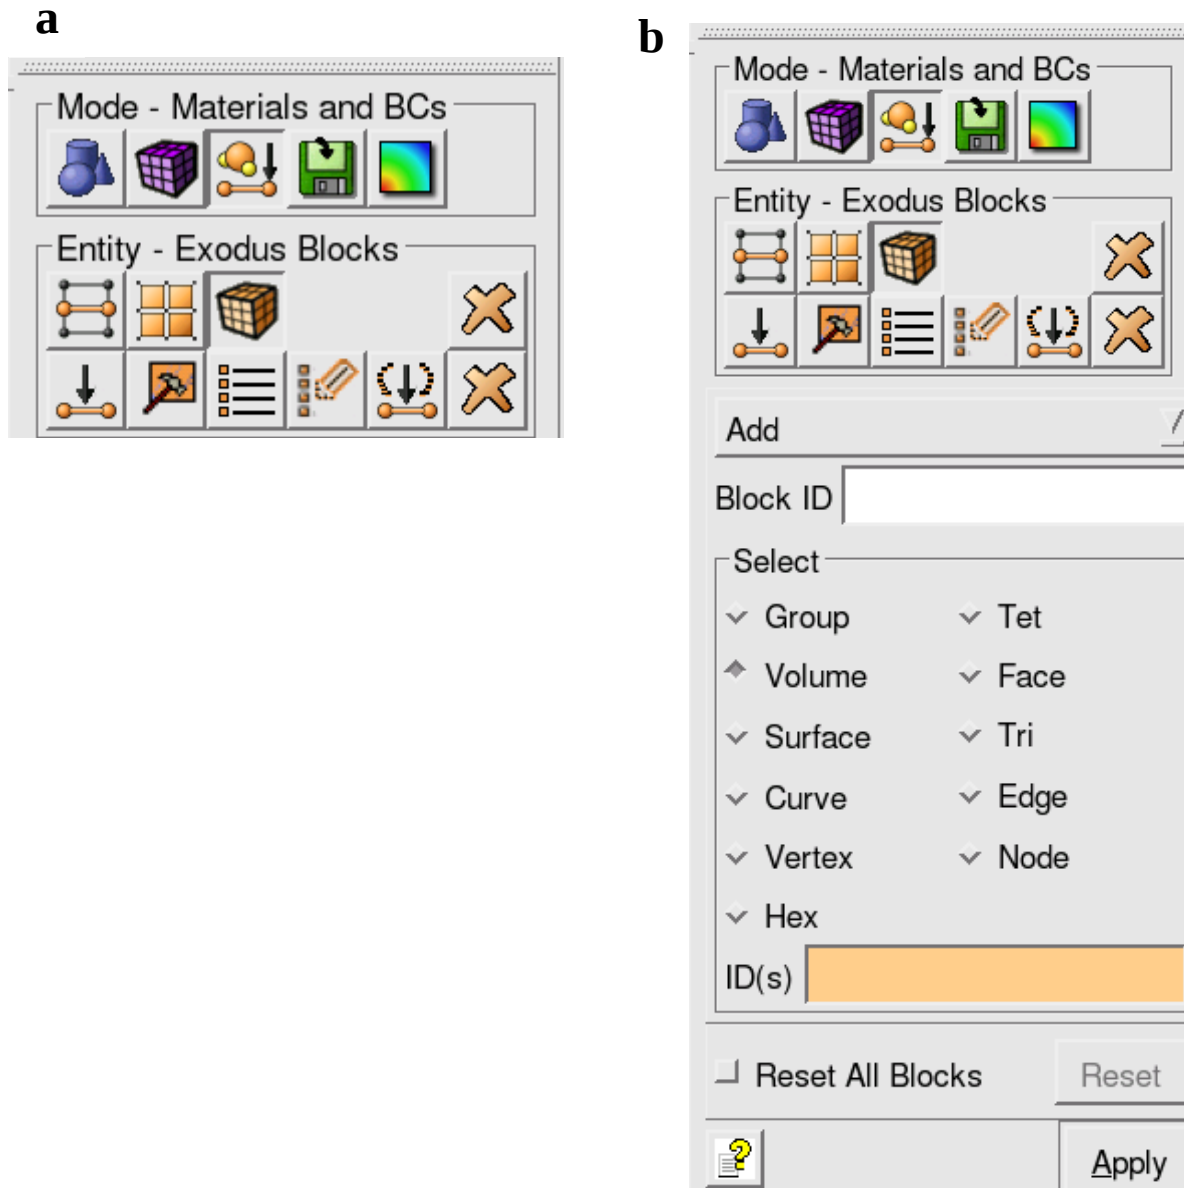 a
Mode - Materials and BCs
Entity - Exodus Blocks
b
Mode - Materials and BCs
Entity - Exodus Blocks
Add
Block ID
Select
Group Tet
Volume Face
Surface Tri
Curve Edge
Vertex Node
Hex
ID(s)
Reset All Blocks Reset
? Apply